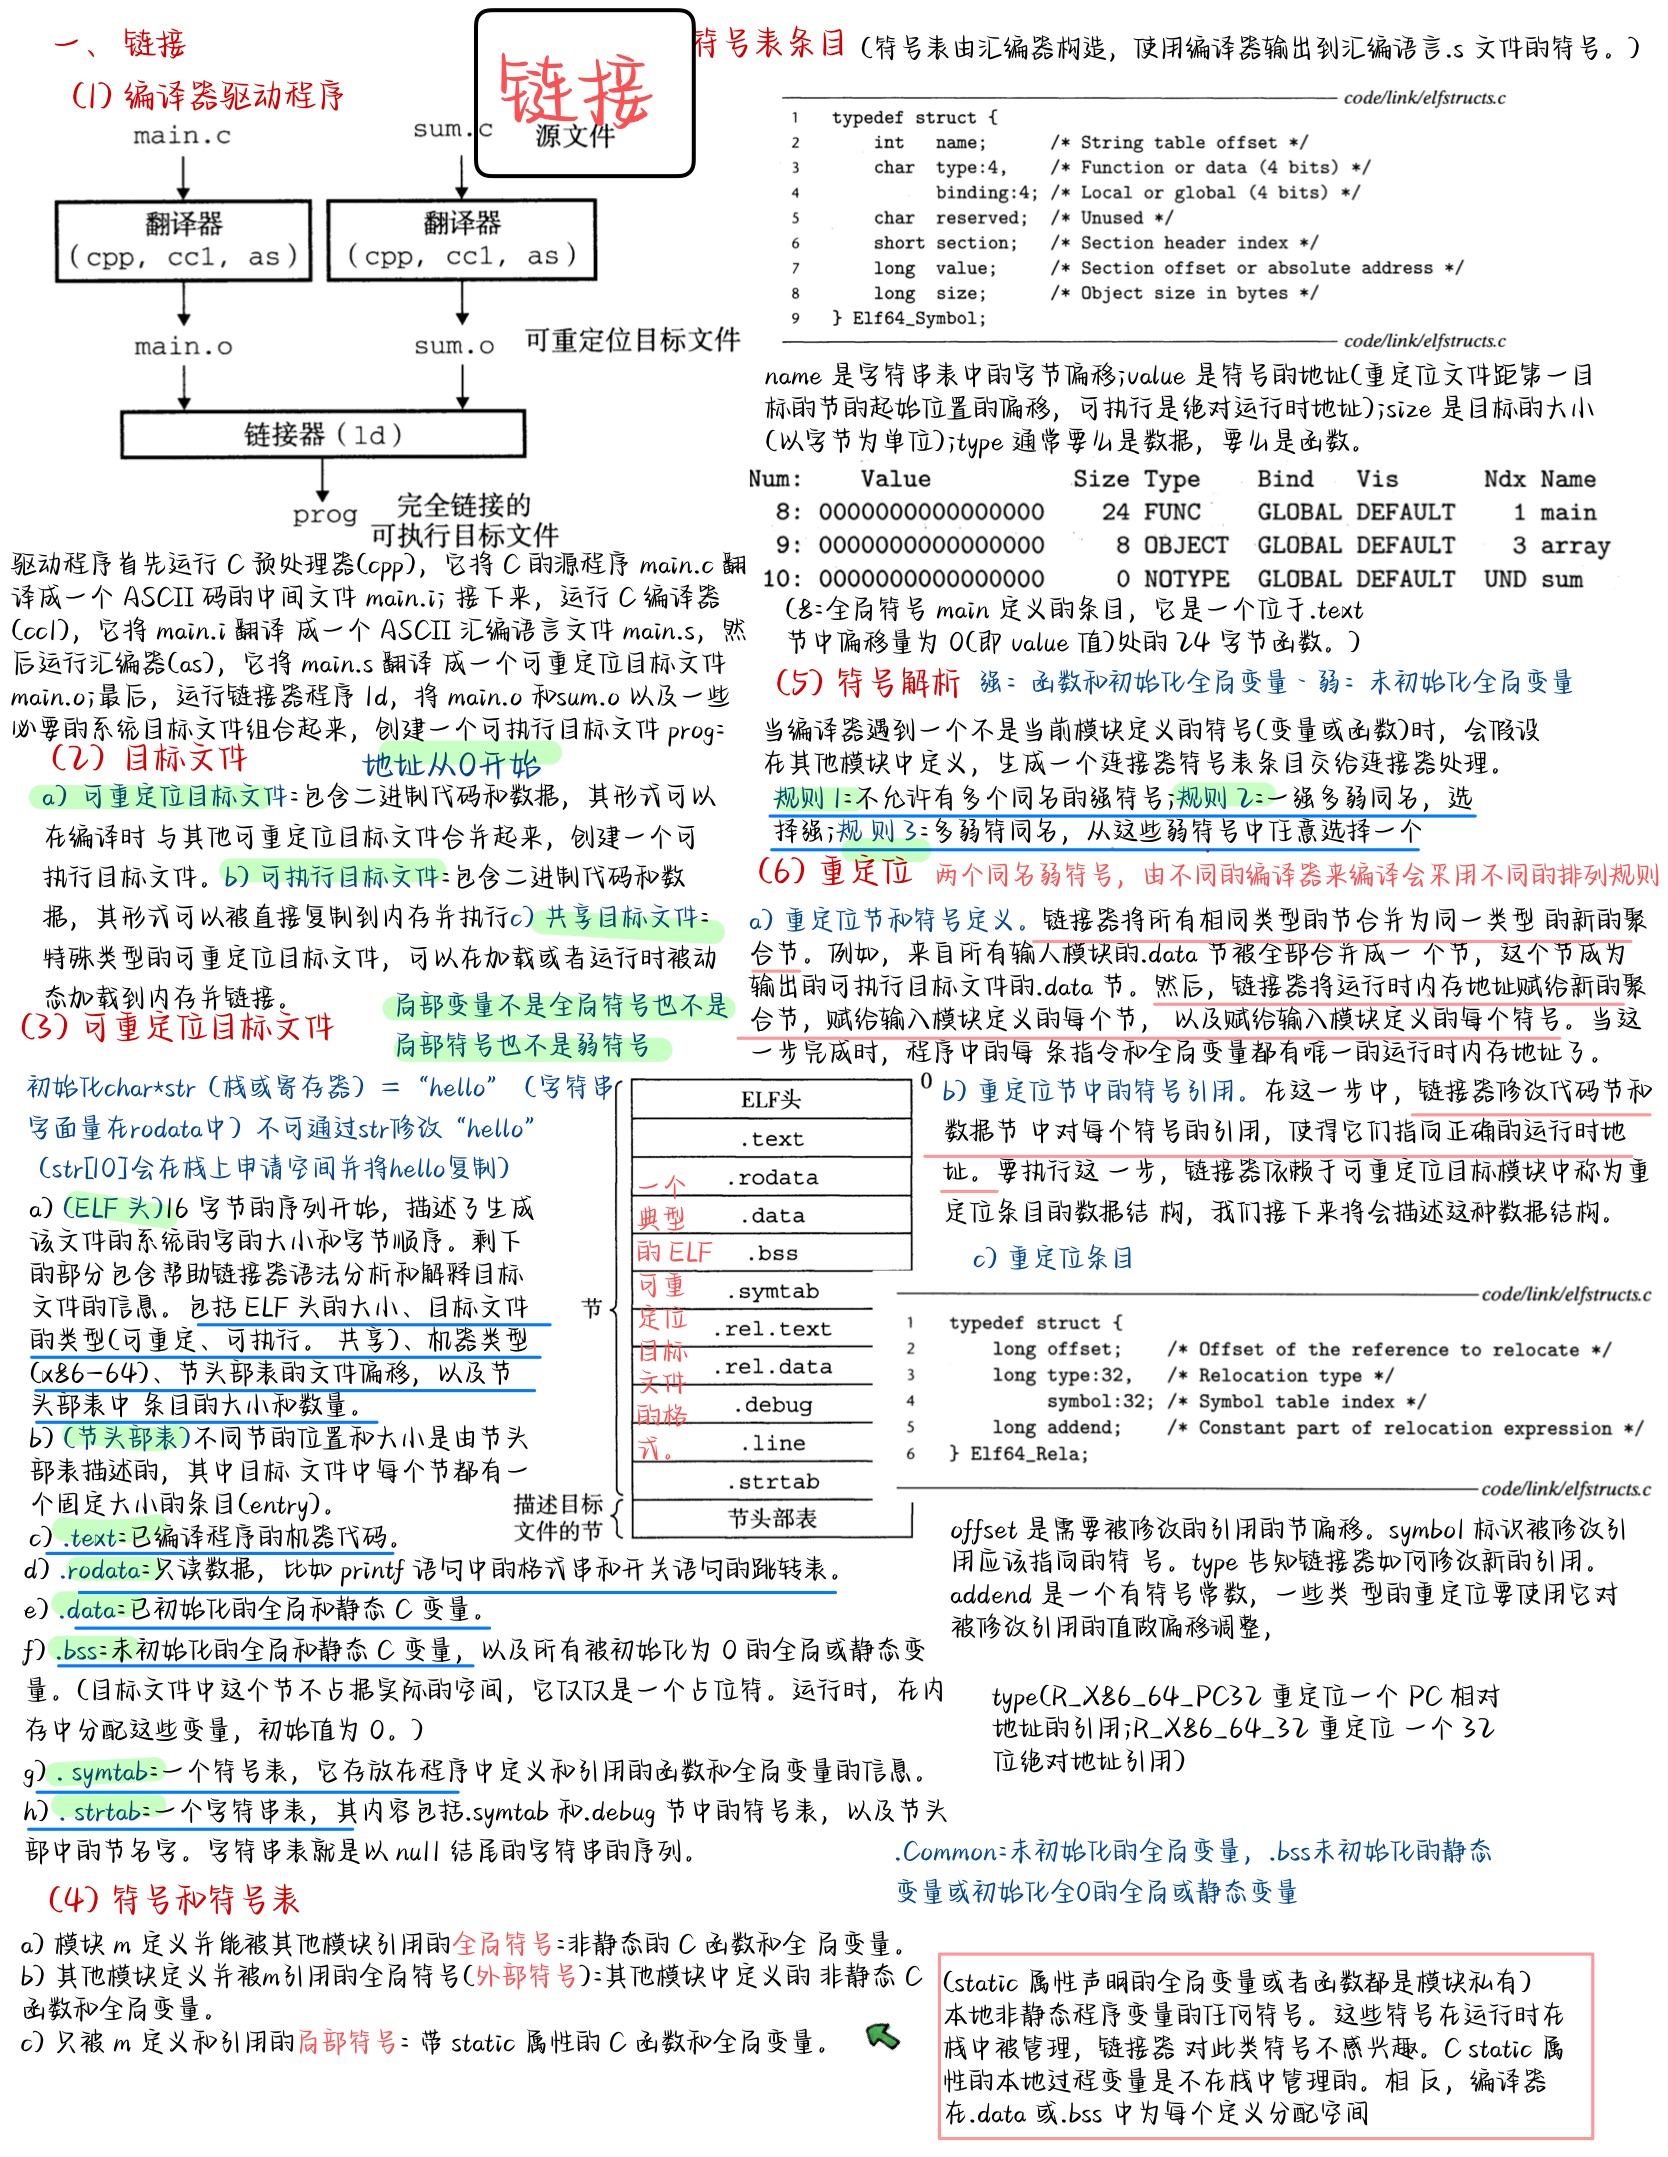 一、链接
链接
(1) 编译器驱动程序
main.c
sum.c
源文件
翻译器
(cpp, cc1, as)
翻译器
(cpp, cc1, as)
main.o
sum.o
可重定位目标文件
链接器(ld)
prog
完全链接的
可执行目标文件
驱动程序首先运行 C 预处理器(cpp)，它将 C 的源程序 main.c 翻
译成一个 ASCII 码的中间文件 main.i; 接下来，运行 C 编译器
(cc1)，它将 main.i 翻译 成一个 ASCII 汇编语言文件 main.s，然
后运行汇编器(as)，它将 main.s 翻译 成一个可重定位目标文件
main.o;最后，运行链接器程序 ld，将 main.o 和sum.o 以及一些
必要的系统目标文件组合起来，创建一个可执行目标文件 prog:
(2) 目标文件
地址从0开始
a) 可重定位目标文件:包含二进制代码和数据，其形式可以
在编译时 与其他可重定位目标文件合并起来，创建一个可
执行目标文件。b) 可执行目标文件:包含二进制代码和数
据，其形式可以被直接复制到内存并执行c) 共享目标文件:
特殊类型的可重定位目标文件，可以在加载或者运行时被动
态加载到内存并链接。
(3) 可重定位目标文件
局部变量不是全局符号也不是
局部符号也不是弱符号
初始化char*str（栈或寄存器）=“hello”（字符串
字面量在rodata中）不可通过str修改“hello”
（str[10]会在栈上申请空间并将hello复制）
a) (ELF 头)16 字节的序列开始，描述了生成
该文件的系统的字的大小和字节顺序。剩下
的部分包含帮助链接器语法分析和解释目标
文件的信息。包括 ELF 头的大小、目标文件
的类型(可重定、可执行。 共享)、机器类型
(x86-64)、节头部表的文件偏移，以及节
头部表中 条目的大小和数量。
b) (节头部表)不同节的位置和大小是由节头
部表描述的，其中目标 文件中每个节都有一
个固定大小的条目(entry)。
c) .text:已编译程序的机器代码。
d) .rodata:只读数据，比如 printf 语句中的格式串和开关语句的跳转表。
e) .data:已初始化的全局和静态 C 变量。
f) .bss:未初始化的全局和静态 C 变量，以及所有被初始化为 0 的全局或静态变
量。(目标文件中这个节不占据实际的空间，它仅仅是一个占位符。运行时，在内
存中分配这些变量，初始值为 0。)
g) . symtab:一个符号表，它存放在程序中定义和引用的函数和全局变量的信息。
h) . strtab:一个字符串表，其内容包括.symtab 和.debug 节中的符号表，以及节头
部中的节名字。字符串表就是以 null 结尾的字符串的序列。
节
描述目标
文件的节
0
ELF头
.text
.rodata
.data
.bss
.symtab
.rel.text
.rel.data
.debug
.line
.strtab
节头部表
一个
典型
的 ELF
可重
定位
目标
文件
的格
式。
(4) 符号和符号表
a) 模块 m 定义并能被其他模块引用的全局符号:非静态的 C 函数和全 局变量。
b) 其他模块定义并被m引用的全局符号(外部符号):其他模块中定义的 非静态 C
函数和全局变量。
c) 只被 m 定义和引用的局部符号: 带 static 属性的 C 函数和全局变量。
符号表条目 (符号表由汇编器构造，使用编译器输出到汇编语言.s 文件的符号。)
code/link/elfstructs.c
1 typedef struct {
2 int name; /* String table offset */
3 char type:4, /* Function or data (4 bits) */
4 binding:4; /* Local or global (4 bits) */
5 char reserved; /* Unused */
6 short section; /* Section header index */
7 long value; /* Section offset or absolute address */
8 long size; /* Object size in bytes */
9 } Elf64_Symbol;
code/link/elfstructs.c
name 是字符串表中的字节偏移;value 是符号的地址(重定位文件距第一目
标的节的起始位置的偏移，可执行是绝对运行时地址);size 是目标的大小
(以字节为单位);type 通常要么是数据，要么是函数。
Num: Value Size Type Bind Vis Ndx Name
8: 0000000000000000 24 FUNC GLOBAL DEFAULT 1 main
9: 0000000000000000 8 OBJECT GLOBAL DEFAULT 3 array
10: 0000000000000000 0 NOTYPE GLOBAL DEFAULT UND sum
(8:全局符号 main 定义的条目，它是一个位于.text
节中偏移量为 0(即 value 值)处的 24 字节函数。)
(5) 符号解析 强: 函数和初始化全局变量、弱: 未初始化全局变量
当编译器遇到一个不是当前模块定义的符号(变量或函数)时，会假设
在其他模块中定义，生成一个连接器符号表条目交给链接器处理。
规则 1:不允许有多个同名的强符号;规则 2:一强多弱同名，选
择强;规则 3:多弱符同名，从这些弱符号中任意选择一个
(6) 重定位 两个同名弱符号，由不同的编译器来编译会采用不同的排列规则
a) 重定位节和符号定义。链接器将所有相同类型的节合并为同一类型 的新的聚
合节。例如，来自所有输入模块的.data 节被全部合并成一 个节，这个节成为
输出的可执行目标文件的.data 节。然后，链接器将运行时内存地址赋给新的聚
合节，赋给输入模块定义的每个节， 以及赋给输入模块定义的每个符号。当这
一步完成时，程序中的每 条指令和全局变量都有唯一的运行时内存地址了。
b) 重定位节中的符号引用。在这一步中，链接器修改代码节和
数据节 中对每个符号的引用，使得它们指向正确的运行时地
址。要执行这 一步，链接器依赖于可重定位目标模块中称为重
定位条目的数据结 构，我们接下来将会描述这种数据结构。
c) 重定位条目
code/link/elfstructs.c
1 typedef struct {
2 long offset; /* Offset of the reference to relocate */
3 long type:32, /* Relocation type */
4 symbol:32; /* Symbol table index */
5 long addend; /* Constant part of relocation expression */
6 } Elf64_Rela;
code/link/elfstructs.c
offset 是需要被修改的引用的节偏移。symbol 标识被修改引
用应该指向的符 号。type 告知链接器如何修改新的引用。
addend 是一个有符号常数，一些类 型的重定位要使用它对
被修改引用的值做偏移调整，
type(R_X86_64_PC32 重定位一个 PC 相对
地址的引用;R_X86_64_32 重定位 一个 32
位绝对地址引用)
.Common:未初始化的全局变量，.bss未初始化的静态
变量或初始化全0的全局或静态变量
(static 属性声明的全局变量或者函数都是模块私有)
本地非静态程序变量的任何符号。这些符号在运行时在
栈中被管理，链接器 对此类符号不感兴趣。C static 属
性的本地过程变量是不在栈中管理的。相 反，编译器
在.data 或.bss 中为每个定义分配空间